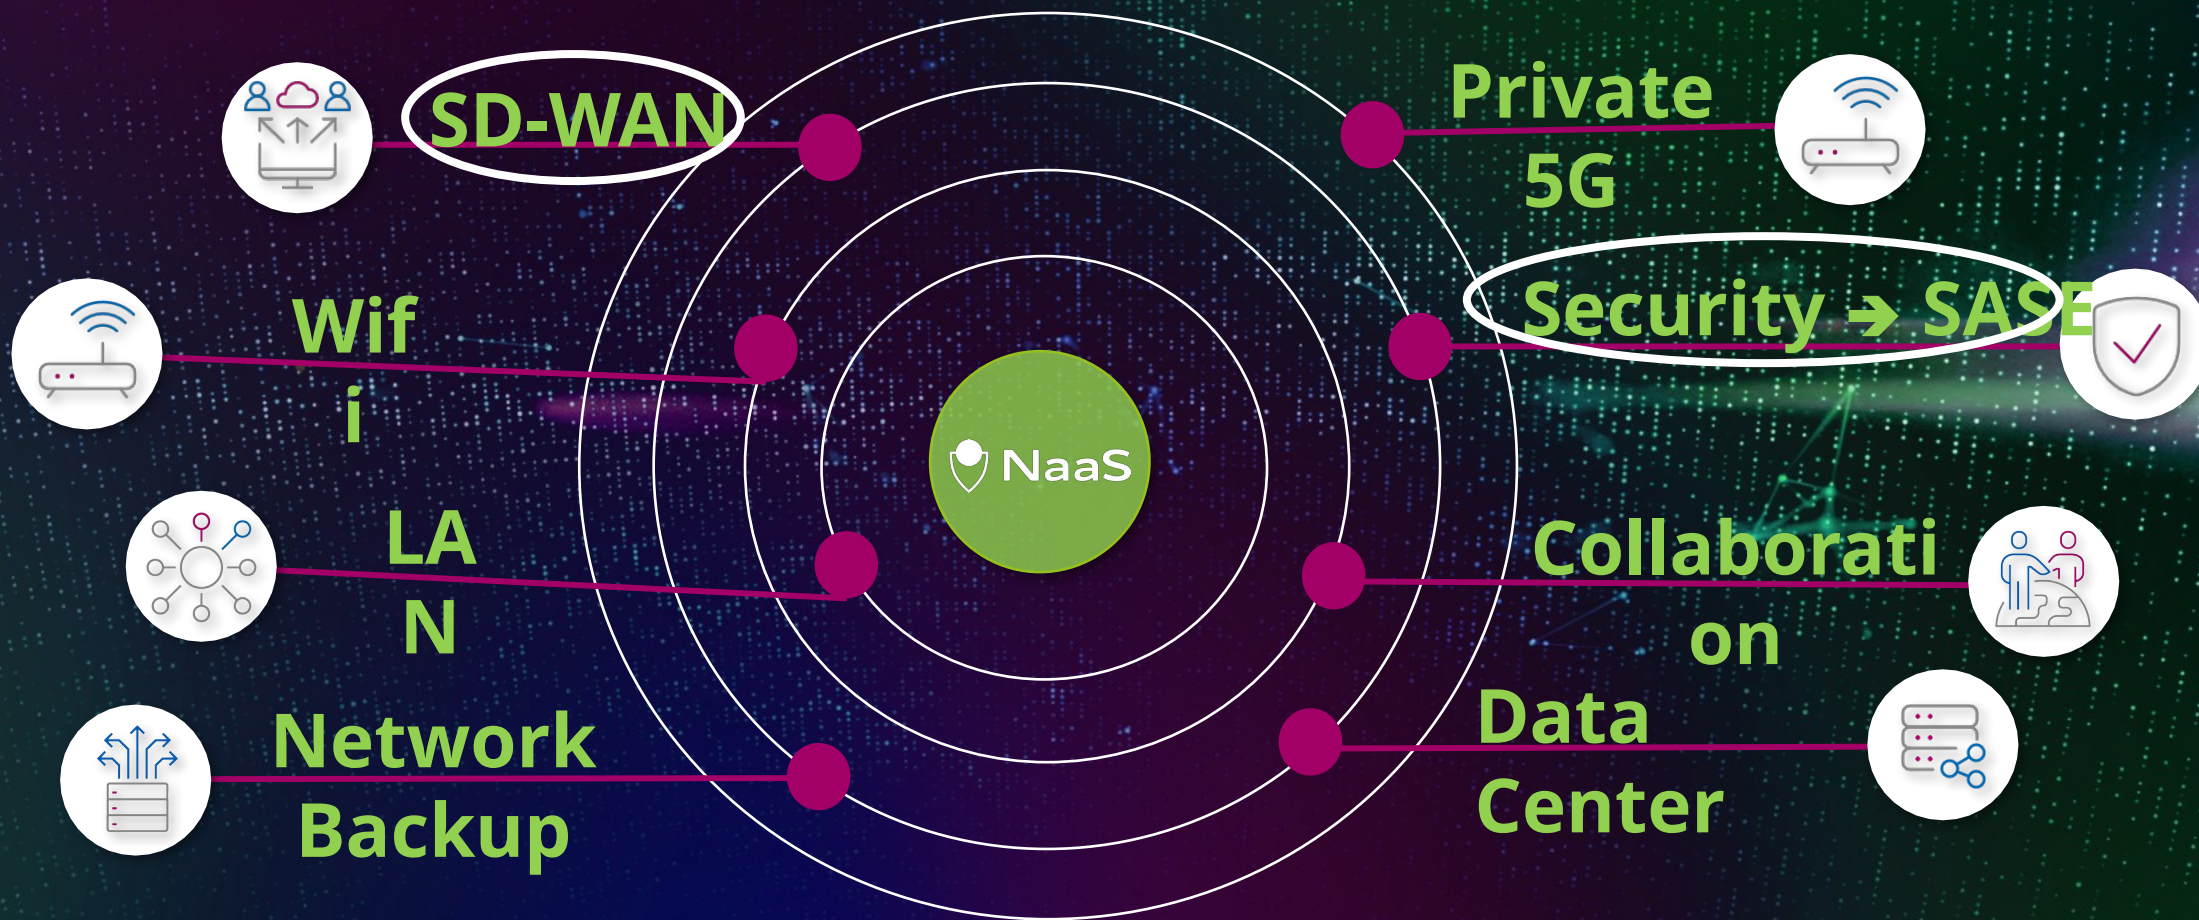 SD-WAN
Private
5G
Security → SASE
Wif
i
NaaS
LA
N
Collaborati
on
Network
Backup
Data
Center